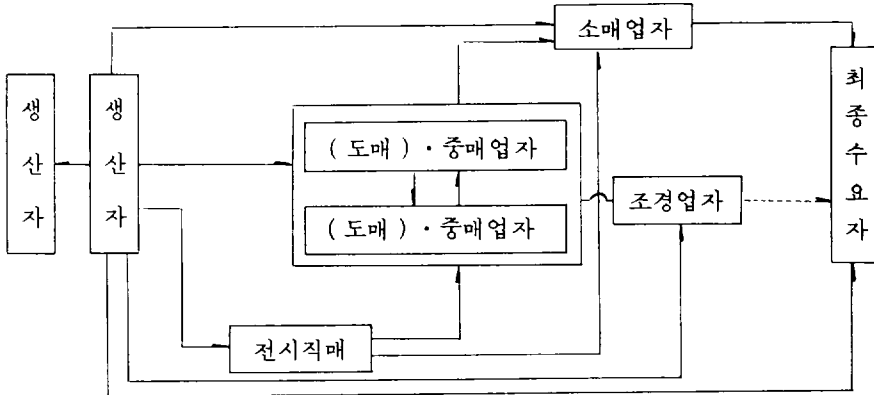 소매업자
생산자
생산자
최종수요자
( 도매 ) · 중매업자
조경업자
( 도매 ) · 중매업자
전시직매